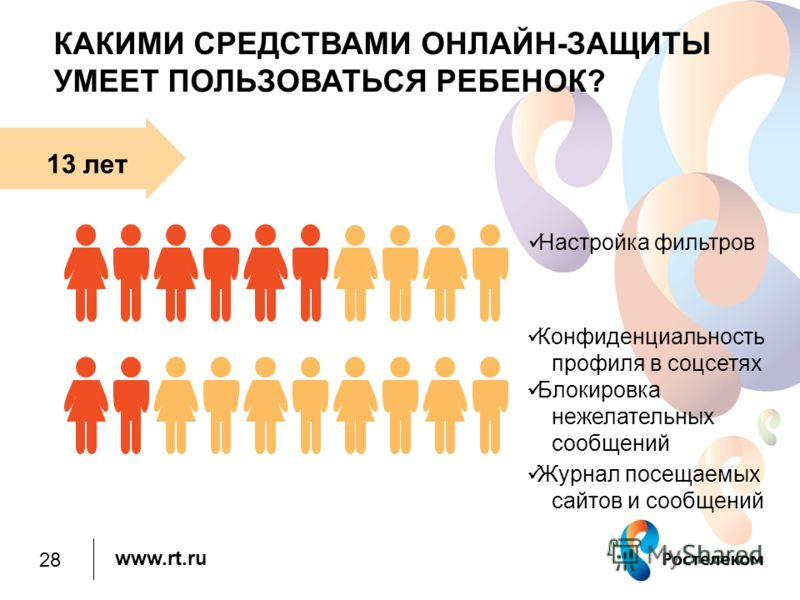 КАКИМИ СРЕДСТВАМИ ОНЛАЙН-ЗАЩИТЫ
УМЕЕТ ПОЛЬЗОВАТЬСЯ РЕБЕНОК?
13 лет
✓Настройка фильтров
✓Конфиденциальность
профиля в соцсетях
✓Блокировка
нежелательных
сообщений
✓Журнал посещаемых
сайтов и сообщений
28
www.rt.ru
MyShared
Ростелеком